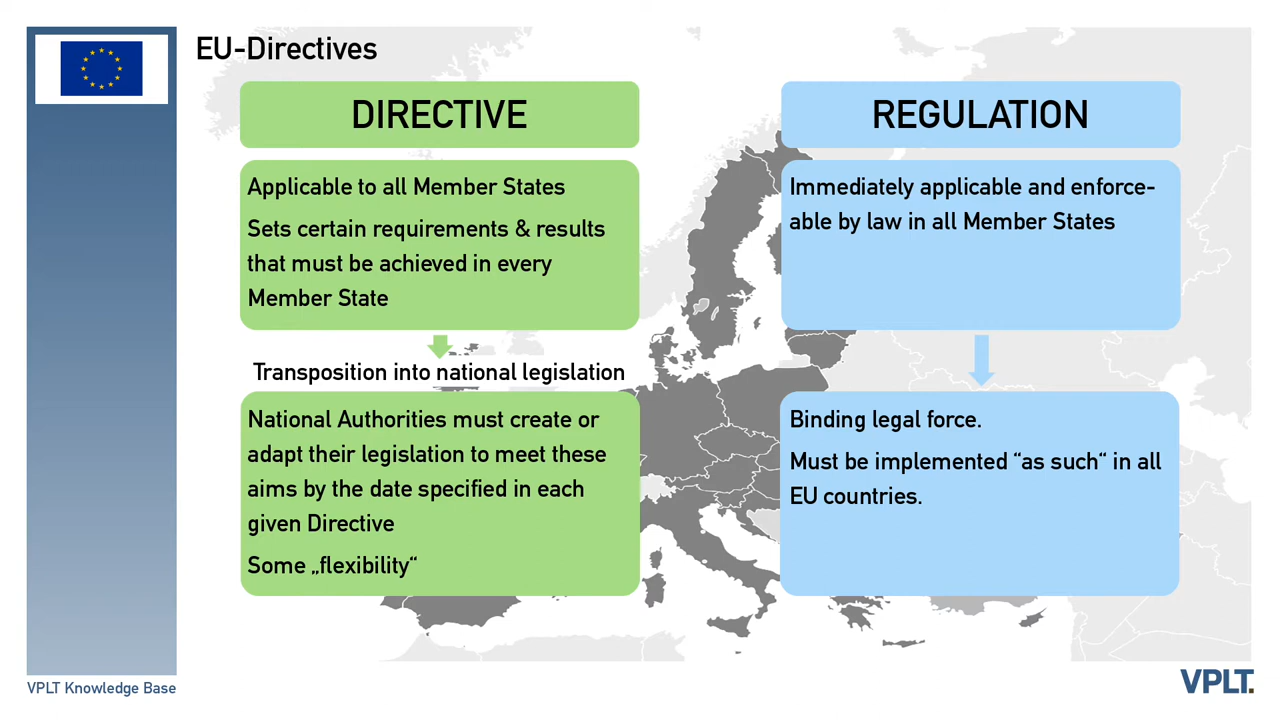 EU-Directives
DIRECTIVE
Applicable to all Member States
Sets certain requirements & results
that must be achieved in every
Member State
Transposition into national legislation
National Authorities must create or
adapt their legislation to meet these
aims by the date specified in each
given Directive
Some „flexibility“
REGULATION
Immediately applicable and enforce-
able by law in all Member States
Binding legal force.
Must be implemented “as such“ in all
EU countries.
VPLT Knowledge Base
VPLT.